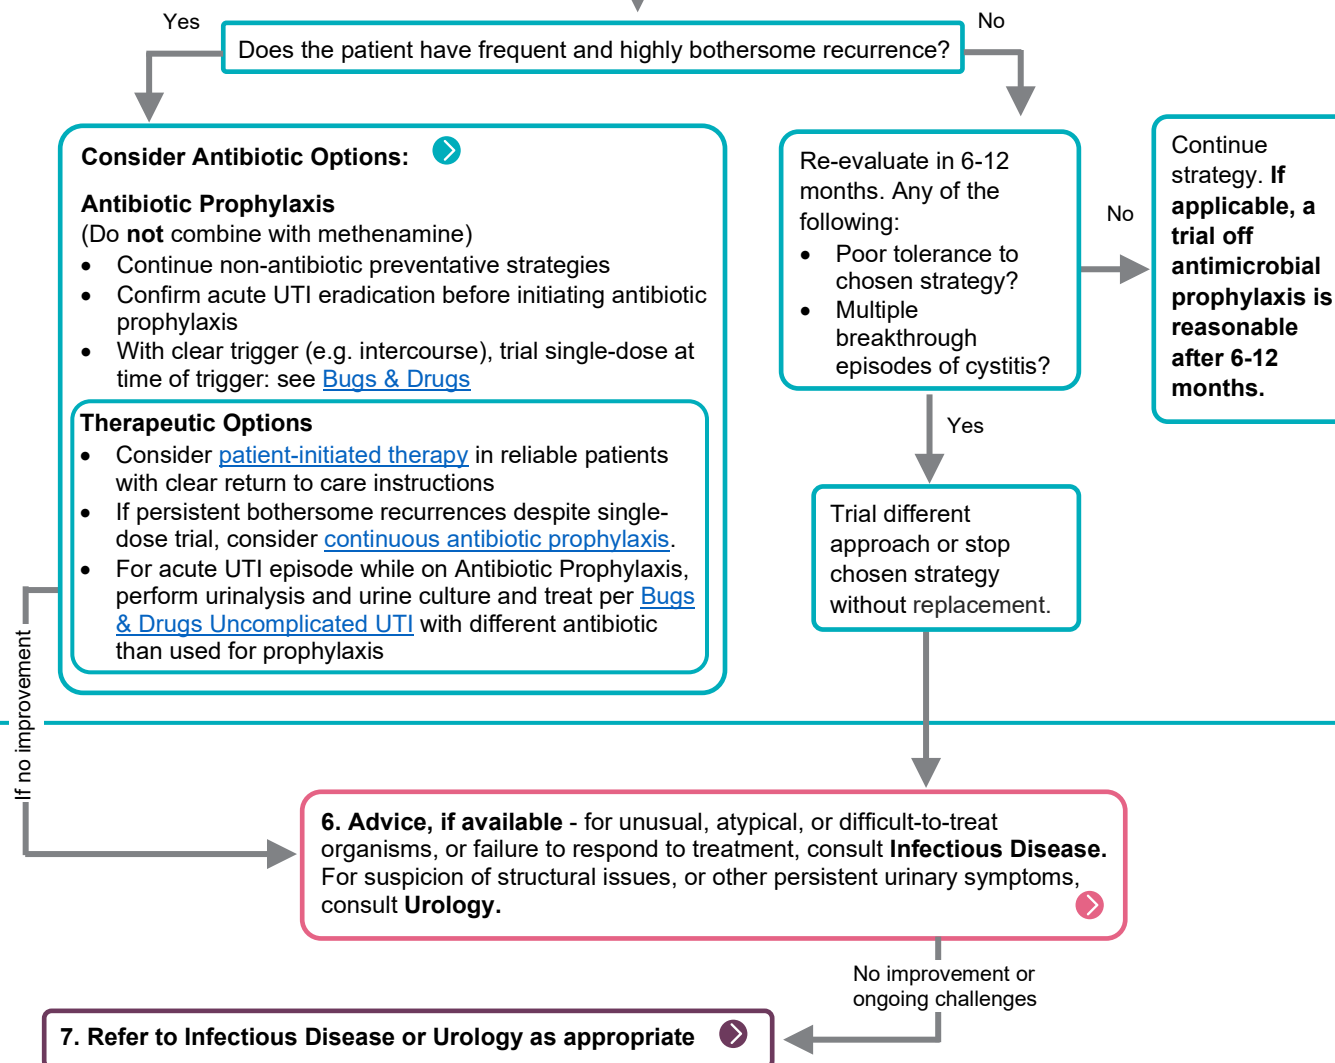 Yes
No
Does the patient have frequent and highly bothersome recurrence?
Consider Antibiotic Options:
Antibiotic Prophylaxis
(Do not combine with methenamine)
• Continue non-antibiotic preventative strategies
• Confirm acute UTI eradication before initiating antibiotic
prophylaxis
• With clear trigger (e.g. intercourse), trial single-dose at
time of trigger: see Bugs & Drugs
Therapeutic Options
• Consider patient-initiated therapy in reliable patients
with clear return to care instructions
• If persistent bothersome recurrences despite single-
dose trial, consider continuous antibiotic prophylaxis.
• For acute UTI episode while on Antibiotic Prophylaxis,
perform urinalysis and urine culture and treat per Bugs
& Drugs Uncomplicated UTI with different antibiotic
than used for prophylaxis
If no improvement
Re-evaluate in 6-12
months. Any of the
following:
• Poor tolerance to
chosen strategy?
• Multiple
breakthrough
episodes of cystitis?
No
Continue
strategy. If
applicable, a
trial off
antimicrobial
prophylaxis is
reasonable
after 6-12
months.
Yes
Trial different
approach or stop
chosen strategy
without replacement.
6. Advice, if available - for unusual, atypical, or difficult-to-treat
organisms, or failure to respond to treatment, consult Infectious Disease.
For suspicion of structural issues, or other persistent urinary symptoms,
consult Urology.
No improvement or
ongoing challenges
7. Refer to Infectious Disease or Urology as appropriate